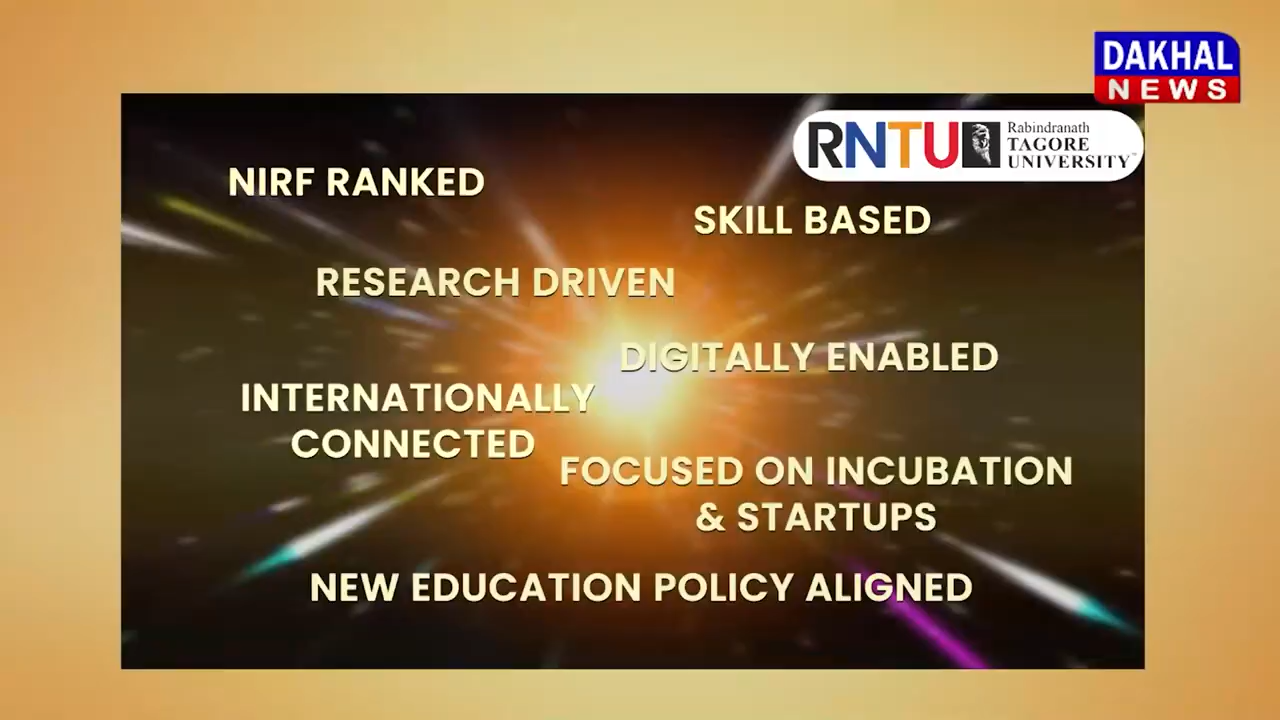 DAKHAL
NEWS
RNTU
Rabindranath
TAGORE
UNIVERSITY™
NIRF RANKED
SKILL BASED
RESEARCH DRIVEN
DIGITALLY ENABLED
INTERNATIONALLY
CONNECTED
FOCUSED ON INCUBATION
& STARTUPS
NEW EDUCATION POLICY ALIGNED